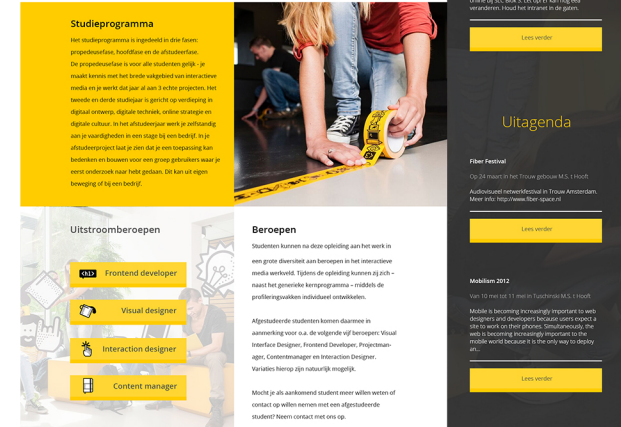 Studieprogramma
Het studieprogramma is ingedeeld in drie fasen:
propedeusefase, hoofdfase en de afstudeerfase.
De propedeusefase is voor alle studenten gelijk - je
maakt kennis met het brede vakgebied van interactieve
media en je werkt dat jaar al aan 3 echte projecten. Het
tweede en derde studiejaar is gericht op verdieping in
digitaal ontwerp, digitale techniek, online strategie en
digitale cultuur. In het afstudeerjaar werk je zelfstandig
aan je vaardigheden in een stage bij een bedrijf. In je
afstudeerproject laat je zien dat je een toepassing kan
bedenken en bouwen voor een groep gebruikers waar je
eerst onderzoek naar hebt gedaan. Dit kan uit eigen
beweging of bij een bedrijf.
Uitstroomberoepen
<h1> Frontend developer
Visual designer
Interaction designer
Content manager
Beroepen
Studenten kunnen na deze opleiding aan het werk in
een grote diversiteit aan beroepen in het interactieve
media werkveld. Tijdens de opleiding kunnen zij zich –
naast het generieke kernprogramma – middels de
profileringsvakken individueel ontwikkelen.
Afgestudeerde studenten komen daarmee in
aanmerking voor o.a. de volgende vijf beroepen: Visual
Interface Designer, Frontend Developer, Projectman-
ager, Contentmanager en Interaction Designer.
Variaties hierop zijn natuurlijk mogelijk.
Mocht je als aankomend student meer willen weten of
contact op willen nemen met een afgestudeerde
student? Neem contact met ons op.
veranderen. Houd het intranet in de gaten.
Lees verder
Uitagenda
Fiber Festival
Op 24 maart in het Trouw gebouw M.S. t Hooft
Audiovisueel netwerkfestival in Trouw Amsterdam.
Meer info: http://www.fiber-space.nl
Lees verder
Mobilism 2012
Van 10 mei tot 11 mei in Tuschinski M.S. t Hooft
Mobile is becoming increasingly important to web
designers and developers because users expect a
site to work on their phones. Simultaneously, the
web is becoming increasingly important to the
mobile world because it is the only way to deploy
an...
Lees verder